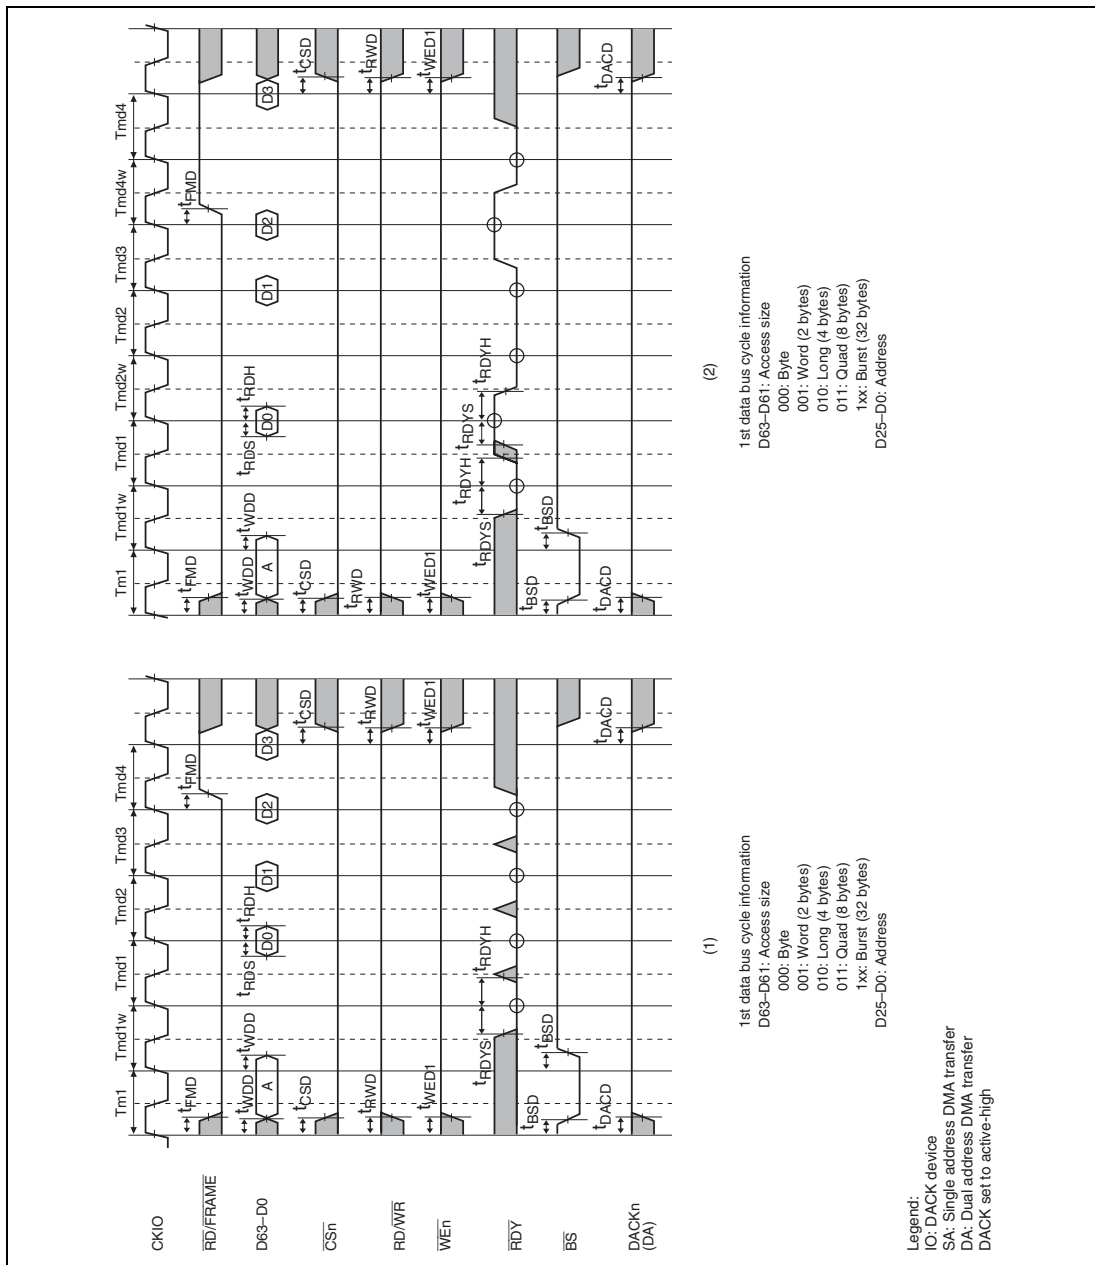 Tm1 Tmd1w Tmd1 Tmd2 Tmd3 Tmd4 Tm1 Tmd1w Tmd1 Tmd2w Tmd2 Tmd3 Tmd4w Tmd4
CKIO
tFMD tFMD tFMD tFMD
RD/FRAME
tWDD tWDD tRDS tRDH tWDD tWDD tRDS tRDH
D63–D0 A D0 D1 D2 D3 A D0 D1 D2 D3
tCSD tCSD tCSD tCSD
CSn
tRWD tRWD tRWD tRWD
RD/WR
tWED1 tWED1 tWED1 tWED1
WEn
tRDYS tRDYH tRDYS tRDYH tRDYS tRDYH
RDY
tBSD tBSD tBSD tBSD
BS
tDACD tDACD tDACD tDACD
DACKn
(DA)
(1)
1st data bus cycle information
D63–D61: Access size
000: Byte
001: Word (2 bytes)
010: Long (4 bytes)
011: Quad (8 bytes)
1xx: Burst (32 bytes)
D25–D0: Address
(2)
1st data bus cycle information
D63–D61: Access size
000: Byte
001: Word (2 bytes)
010: Long (4 bytes)
011: Quad (8 bytes)
1xx: Burst (32 bytes)
D25–D0: Address
Legend:
IO: DACK device
SA: Single address DMA transfer
DA: Dual address DMA transfer
DACK set to active-high